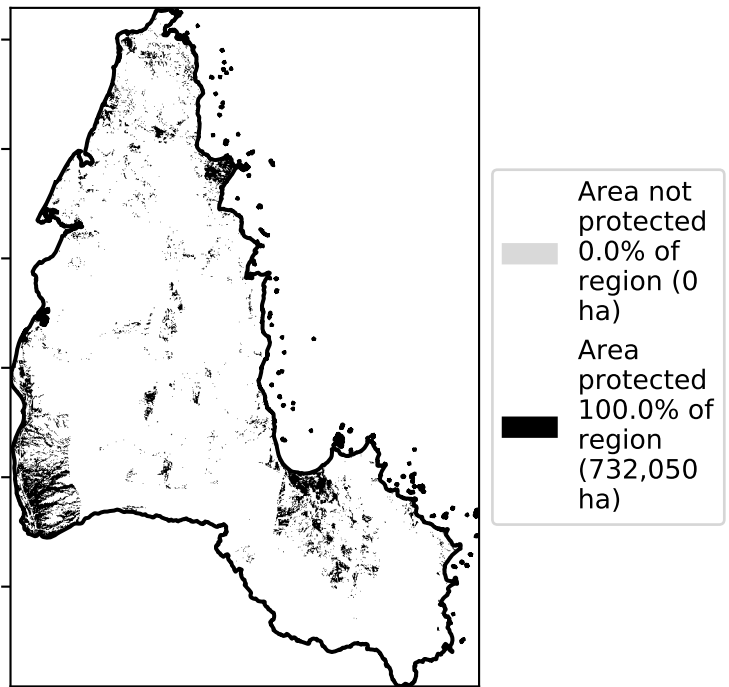 Area not
protected
0.0% of
region (0
ha)
Area
protected
100.0% of
region
(732,050
ha)